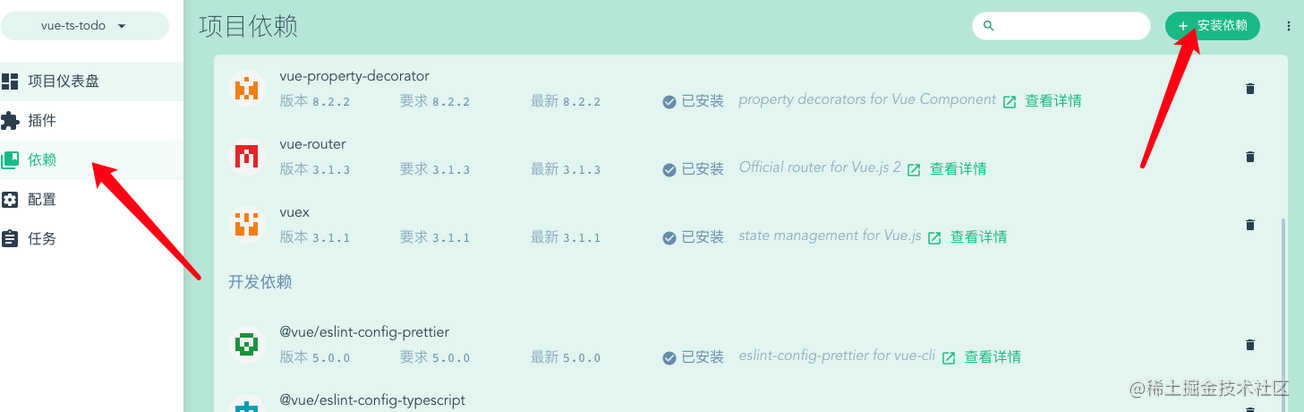 vue-ts-todo
项目仪表盘
插件
依赖
配置
任务
项目依赖
安装依赖
vue-property-decorator
版本 8.2.2 要求 8.2.2 最新 8.2.2 已安装 property decorators for Vue Component 查看详情
vue-router
版本 3.1.3 要求 3.1.3 最新 3.1.3 已安装 Official router for Vue.js 2 查看详情
vuex
版本 3.1.1 要求 3.1.1 最新 3.1.1 已安装 state management for Vue.js 查看详情
开发依赖
@vue/eslint-config-prettier
版本 5.0.0 要求 5.0.0 最新 5.0.0 已安装 eslint-config-prettier for vue-cli 查看详情
@vue/eslint-config-typescript
@稀土掘金技术社区